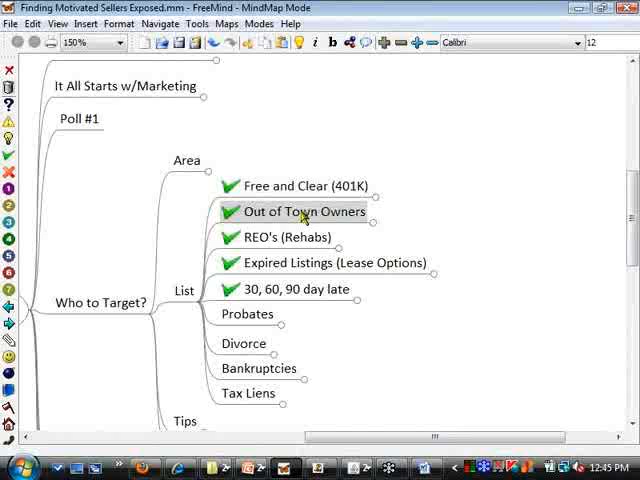 Finding Motivated Sellers Exposed.mm - FreeMind - MindMap Mode
File Edit View Insert Format Navigate Tools MindMaps Help
150% Calibri 12
It All Starts w/Marketing
Poll #1
Area
Free and Clear (401K)
Out of Town Owners
REO's (Rehabs)
Expired Listings (Lease Options)
List
30, 60, 90 day late
Who to Target?
Probates
Divorce
Bankruptcies
Tax Liens
Tips
12:45 PM